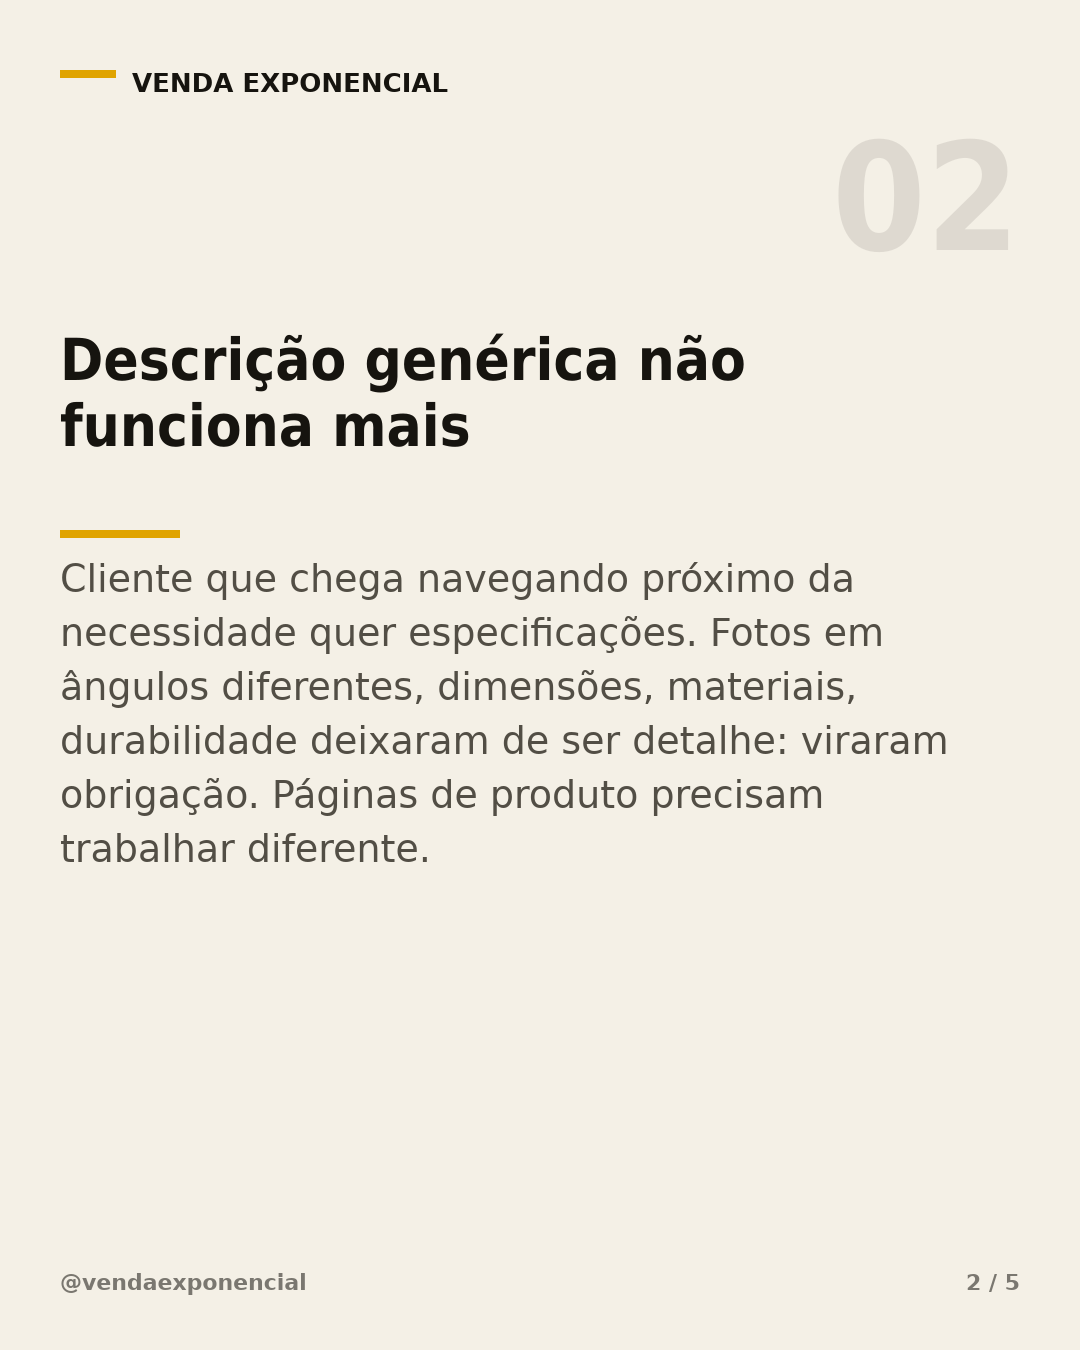 VENDA EXPONENCIAL
02
Descrição genérica não
funciona mais
Cliente que chega navegando próximo da
necessidade quer especificações. Fotos em
ângulos diferentes, dimensões, materiais,
durabilidade deixaram de ser detalhe: viraram
obrigação. Páginas de produto precisam
trabalhar diferente.
@vendaexponencial
2 / 5